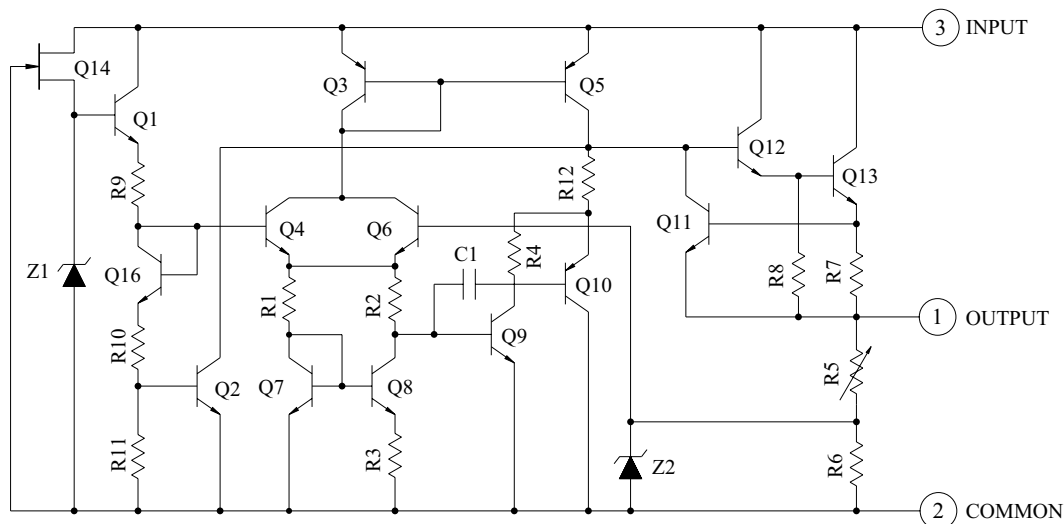 3 INPUT
Q14
Q3
Q5
Q1
Q12
R9
R12
Q13
Q4
Q6
Q11
R4
C1
Z1
Q16
R8
R7
R1
R2
Q10
1 OUTPUT
R10
Q9
R5
Q2
Q7
Q8
R11
R3
Z2
R6
2 COMMON